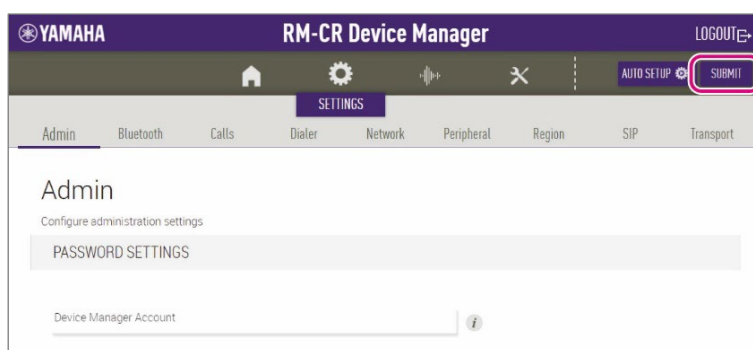 YAMAHA RM-CR Device Manager LOGOUT
AUTO SETUP SUBMIT
SETTINGS
Admin Bluetooth Calls Dialer Network Peripheral Region SIP Transport
Admin
Configure administration settings
PASSWORD SETTINGS
Device Manager Account i